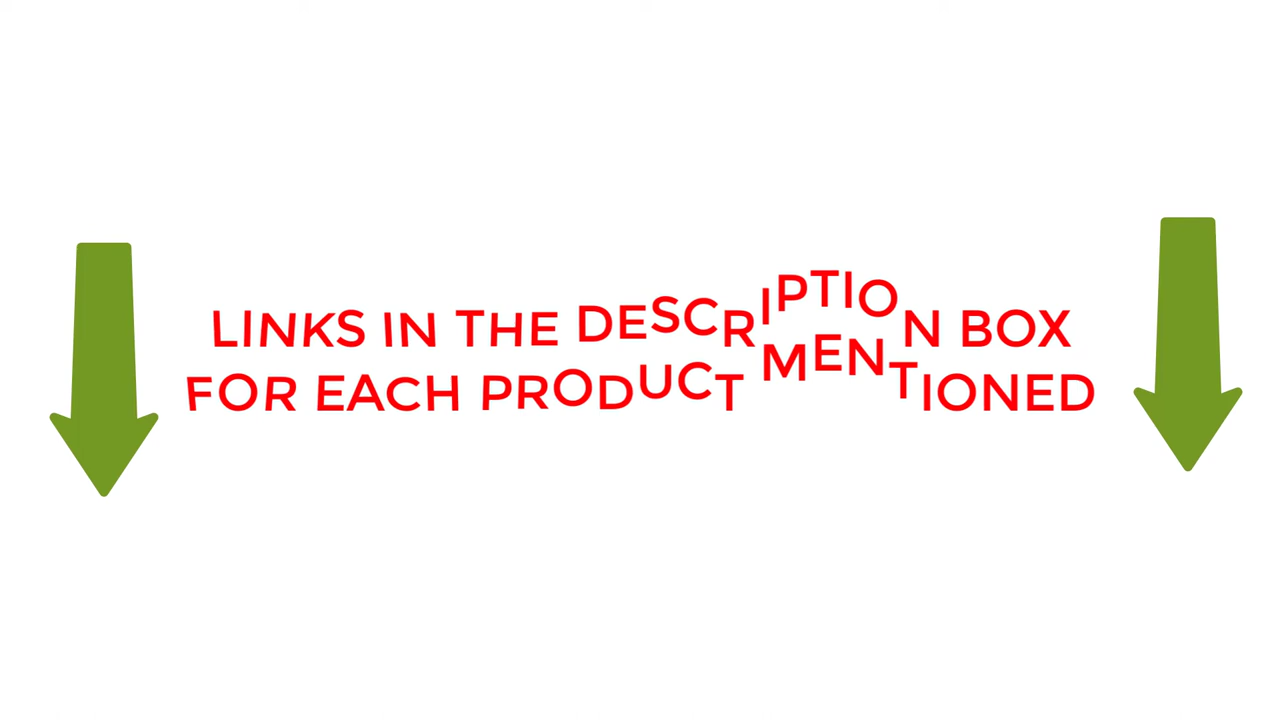 LINKS IN THE DESCRIPTION BOX
FOR EACH PRODUCT MENTIONED